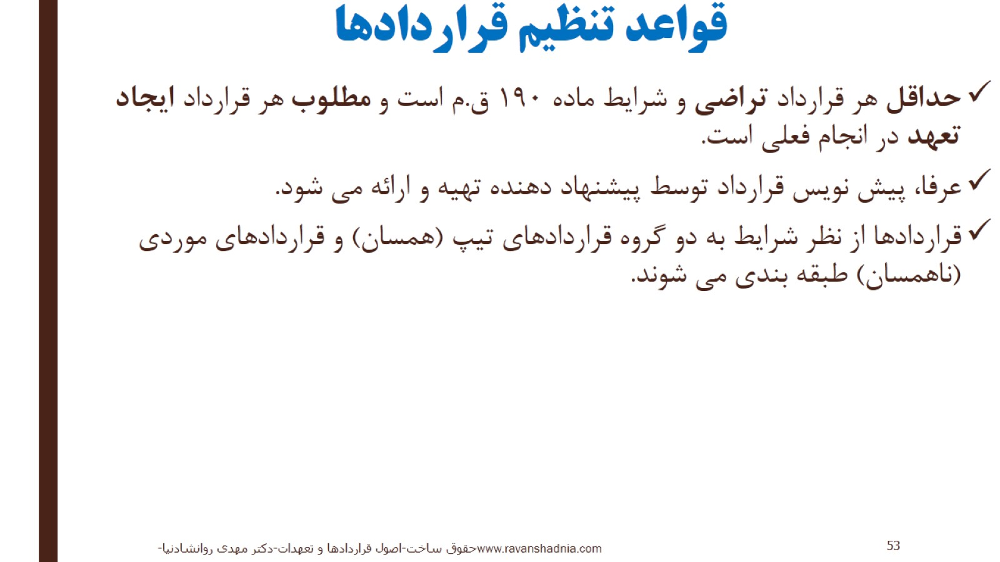 قواعد تنظیم قراردادها
✓ حداقل هر قرارداد تراضی و شرایط ماده ۱۹۰ ق.م است و مطلوب هر قرارداد ایجاد
تعهد در انجام فعلی است.
✓ عرفا، پیش نویس قرارداد توسط پیشنهاد دهنده تهیه و ارائه می شود.
✓ قراردادها از نظر شرایط به دو گروه قراردادهای تیپ (همسان) و قراردادهای موردی
(ناهمسان) طبقه بندی می شوند.
حقوق ساخت-اصول قراردادها و تعهدات-دکتر مهدی روانشادنیا-www.ravanshadnia.com
53